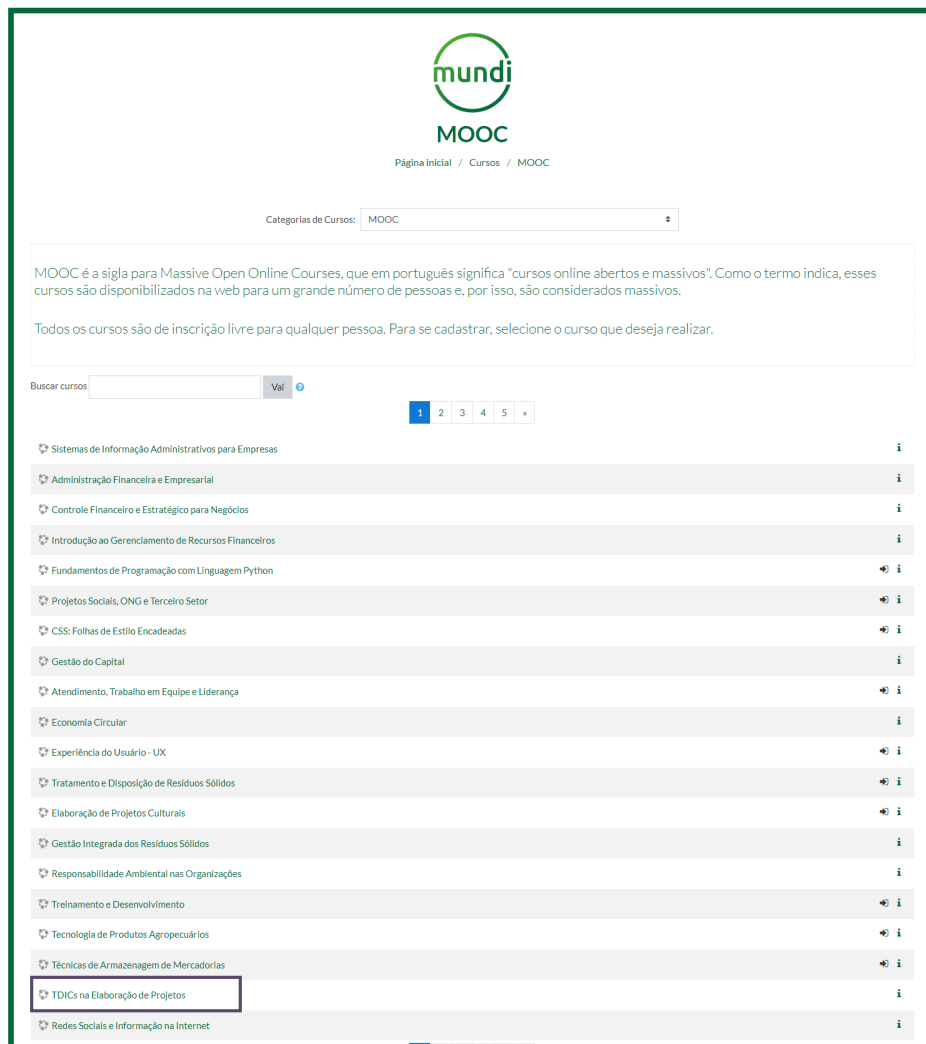 mundi
MOOC
Página inicial / Cursos / MOOC
Categorias de Cursos: MOOC
MOOC é a sigla para Massive Open Online Courses, que em português significa "cursos online abertos e massivos". Como o termo indica, esses
cursos são disponibilizados na web para um grande número de pessoas e, por isso, são considerados massivos.
Todos os cursos são de inscrição livre para qualquer pessoa. Para se cadastrar, selecione o curso que deseja realizar.
Buscar cursos Vai ?
1 2 3 4 5 »
Sistemas de Informação Administrativos para Empresas i
Administração Financeira e Empresarial i
Controle Financeiro e Estratégico para Negócios i
Introdução ao Gerenciamento de Recursos Financeiros i
Fundamentos de Programação com Linguagem Python i
Projetos Sociais, ONG e Terceiro Setor i
CSS: Folhas de Estilo Encadeadas i
Gestão do Capital i
Atendimento, Trabalho em Equipe e Liderança i
Economia Circular i
Experiência do Usuário - UX i
Tratamento e Disposição de Resíduos Sólidos i
Elaboração de Projetos Culturais i
Gestão Integrada dos Resíduos Sólidos i
Responsabilidade Ambiental nas Organizações i
Treinamento e Desenvolvimento i
Tecnologia de Produtos Agropecuários i
Técnicas de Armazenagem de Mercadorias i
TDICs na Elaboração de Projetos i
Redes Sociais e Informação na Internet i